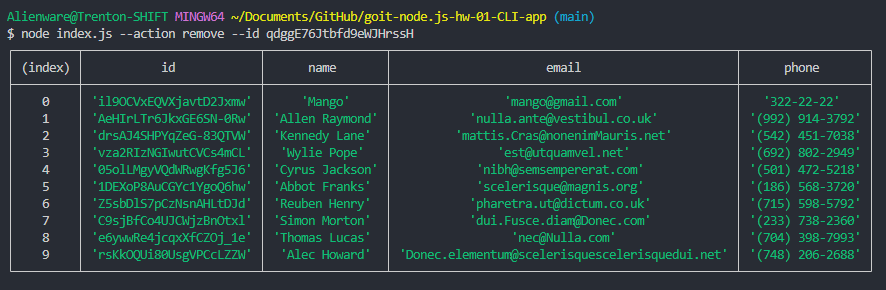 Alienware@Trenton-SHIFT MINGW64 ~/Documents/GitHub/goit-node.js-hw-01-CLI-app (main)
$ node index.js --action remove --id qdggE76Jtbfd9eWJHrssH
(index) id name email phone
0 'il9OCVxEQVXjavtD2Jxmw' 'Mango' 'mango@gmail.com' '322-22-22'
1 'AeHIrLTr6JkxGE6SN-0Rw' 'Allen Raymond' 'nulla.ante@vestibul.co.uk' '(992) 914-3792'
2 'drsAJ4SHPYqZeG-83QTVW' 'Kennedy Lane' 'mattis.Cras@nonenimMauris.net' '(542) 451-7038'
3 'vza2RIzNGIwutCVCs4mCL' 'Wylie Pope' 'est@utquamvel.net' '(692) 802-2949'
4 '05olLMgyVQdWRwgKfg5J6' 'Cyrus Jackson' 'nibh@semsempererat.com' '(501) 472-5218'
5 '1DEXoP8AuCGYc1YgoQ6hw' 'Abbot Franks' 'scelerisque@magnis.org' '(186) 568-3720'
6 'Z5sbDlS7pCzNsnAHLtDJd' 'Reuben Henry' 'pharetra.ut@dictum.co.uk' '(715) 598-5792'
7 'C9sjBfCo4UJCWjzBnOtxl' 'Simon Morton' 'dui.Fusce.diam@Donec.com' '(233) 738-2360'
8 'e6ywwRe4jcqxXfCZOj_1e' 'Thomas Lucas' 'nec@Nulla.com' '(704) 398-7993'
9 'rsKkOQUi80UsgVPCcLZZW' 'Alec Howard' 'Donec.elementum@scelerisquescelerisquedui.net' '(748) 206-2688'